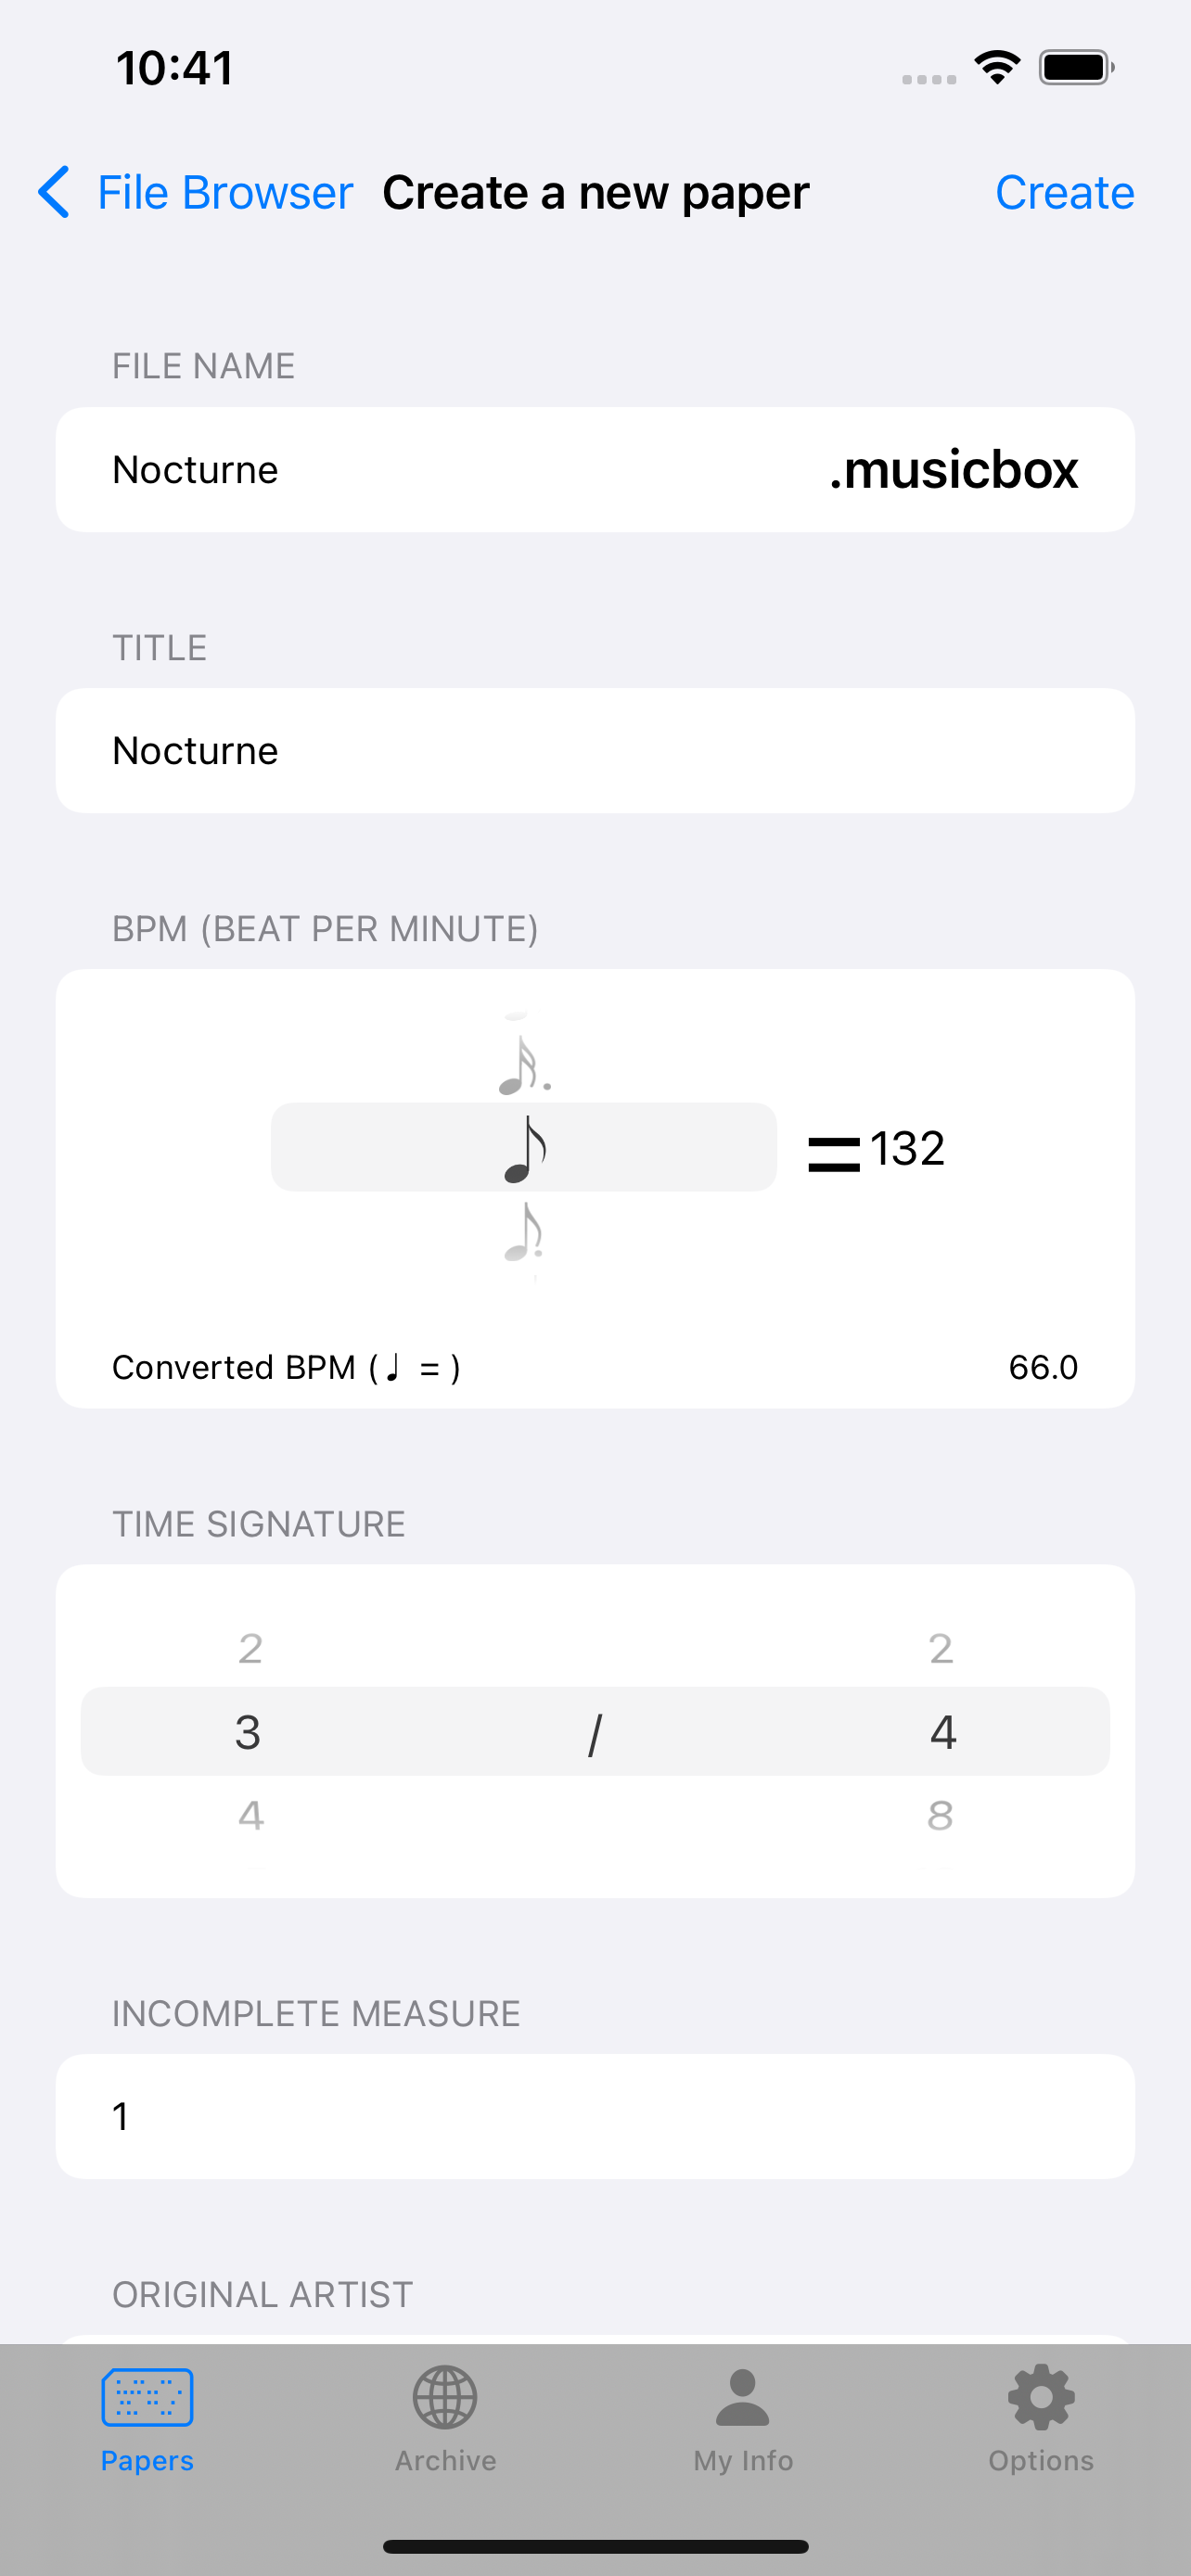 10:41
File Browser Create a new paper Create
FILE NAME
Nocturne .musicbox
TITLE
Nocturne
BPM (BEAT PER MINUTE)
= 132
Converted BPM (♩ = ) 66.0
TIME SIGNATURE
2 2
3 / 4
4 8
INCOMPLETE MEASURE
1
ORIGINAL ARTIST
Papers Archive My Info Options